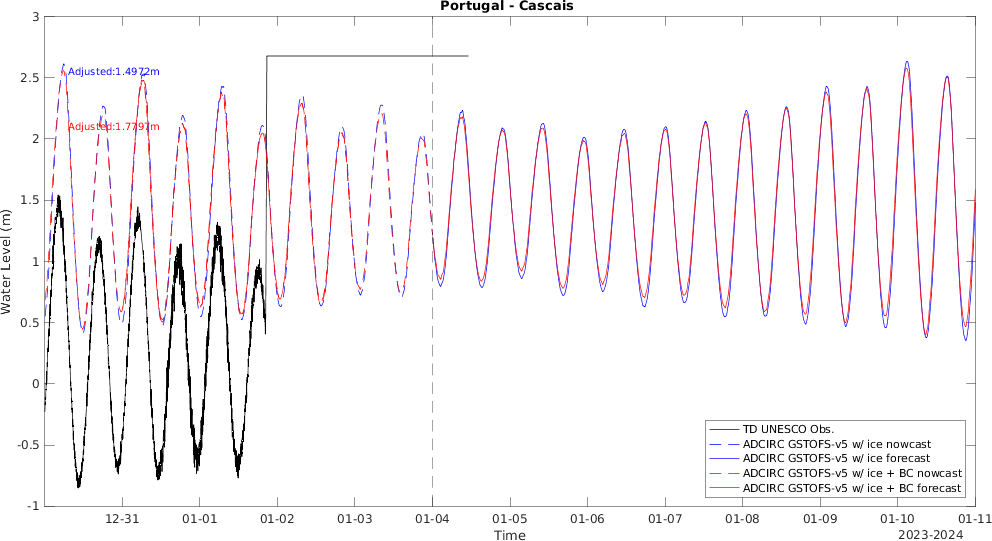 Portugal - Cascais
Water Level (m)
3
2.5
2
1.5
1
0.5
0
-0.5
-1
Adjusted:1.4972m
Adjusted:1.7797m
TD UNESCO Obs.
ADCIRC GSTOFS-v5 w/ ice nowcast
ADCIRC GSTOFS-v5 w/ ice forecast
ADCIRC GSTOFS-v5 w/ ice + BC nowcast
ADCIRC GSTOFS-v5 w/ ice + BC forecast
12-31 01-01 01-02 01-03 01-04 01-05 01-06 01-07 01-08 01-09 01-10 01-11
Time
2023-2024